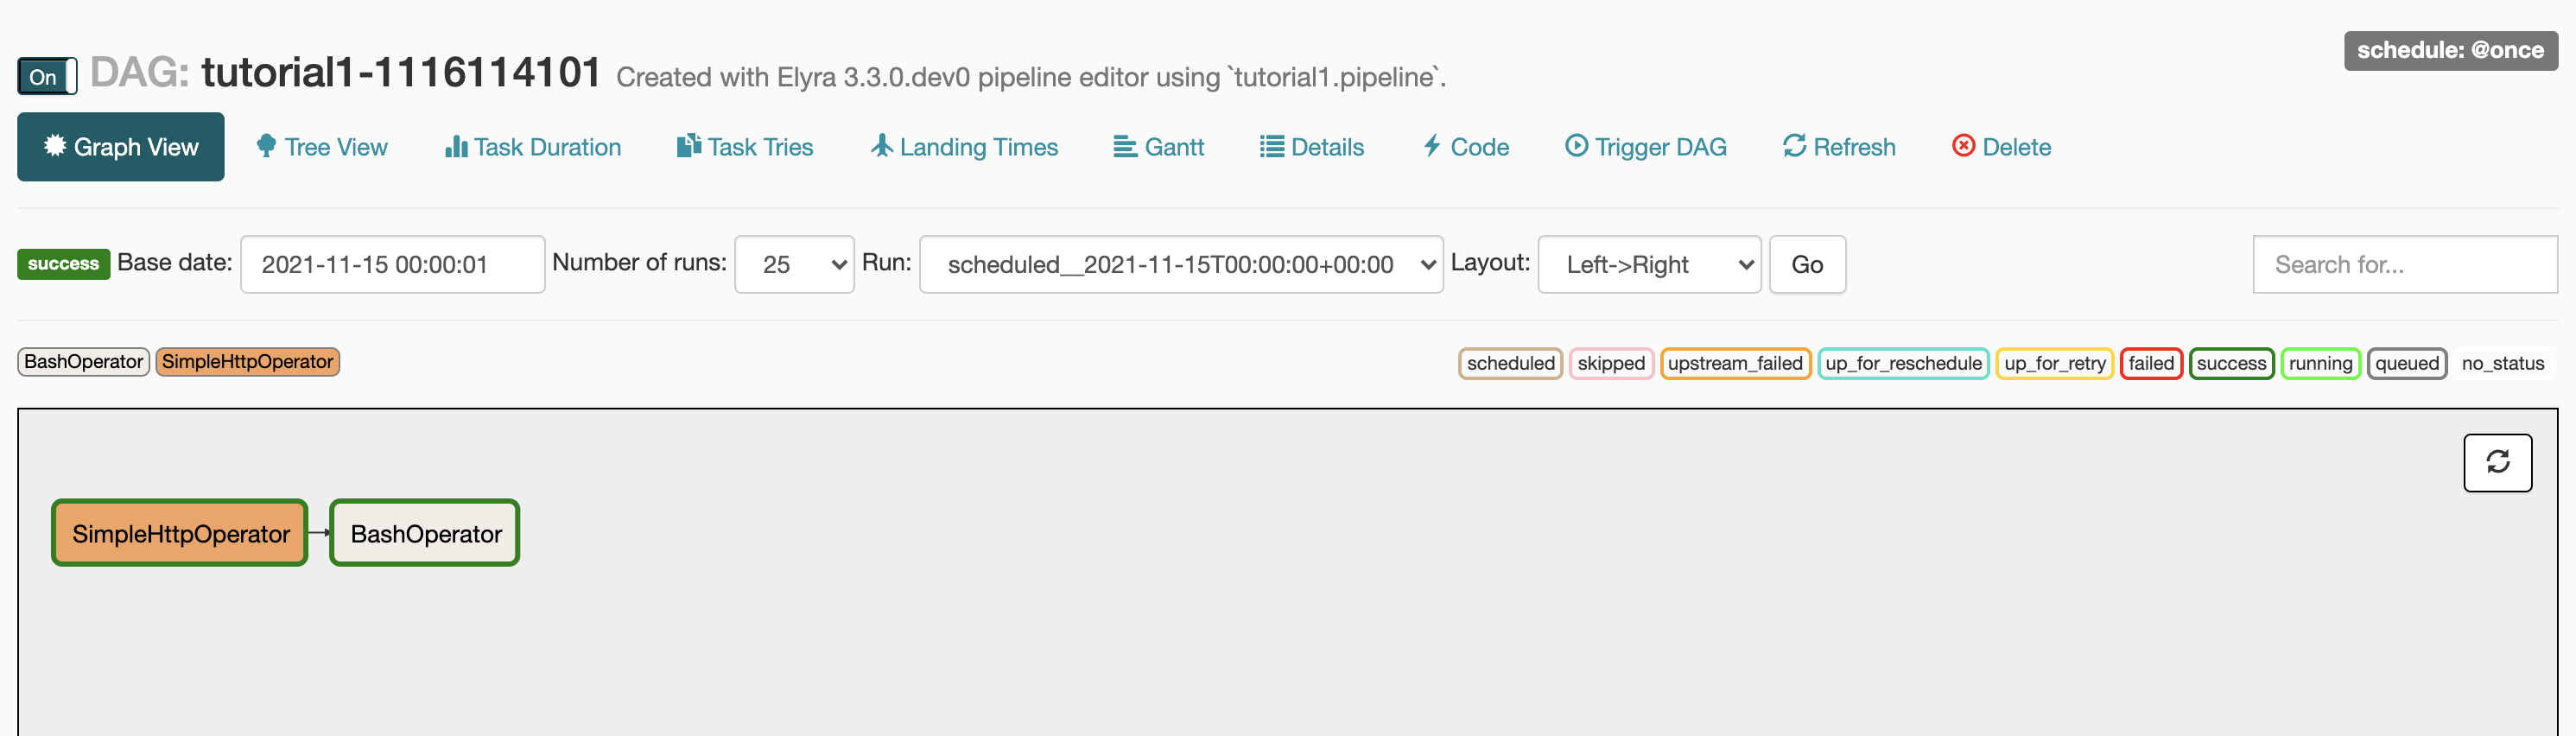 schedule: @once
On DAG: tutorial1-1116114101 Created with Elyra 3.3.0.dev0 pipeline editor using `tutorial1.pipeline`.
Graph View Tree View Task Duration Task Tries Landing Times Gantt Details Code Trigger DAG Refresh Delete
success Base date: 2021-11-15 00:00:01 Number of runs: 25 Run: scheduled__2021-11-15T00:00:00+00:00 Layout: Left->Right Go Search for...
BashOperator SimpleHttpOperator scheduled skipped upstream_failed up_for_reschedule up_for_retry failed success running queued no_status
SimpleHttpOperator BashOperator